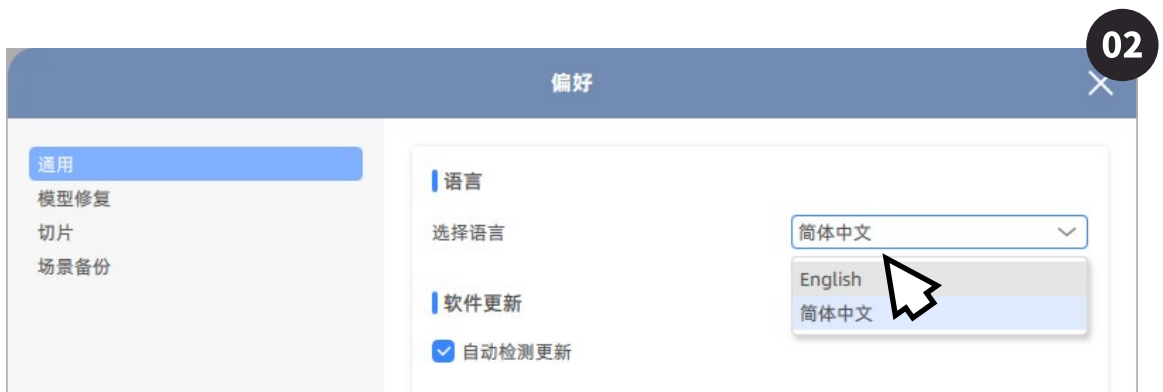 02
偏好
通用
模型修复
切片
场景备份
语言
选择语言
简体中文
English
简体中文
软件更新
自动检测更新